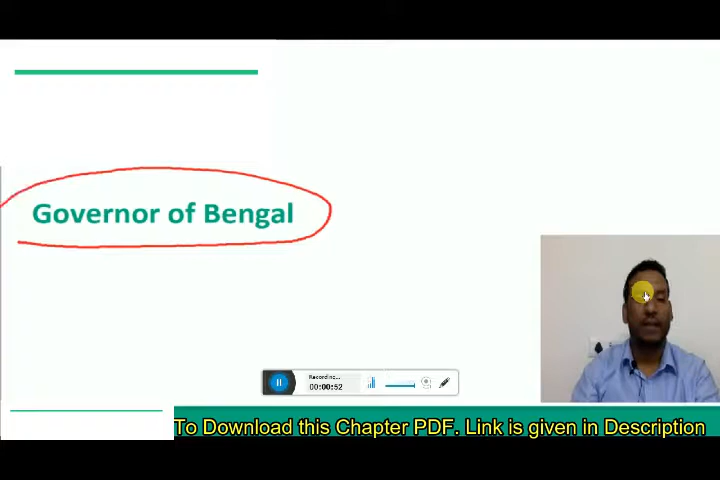 Governor of Bengal
Recording...
00:00:52
To Download this Chapter PDF. Link is given in Description